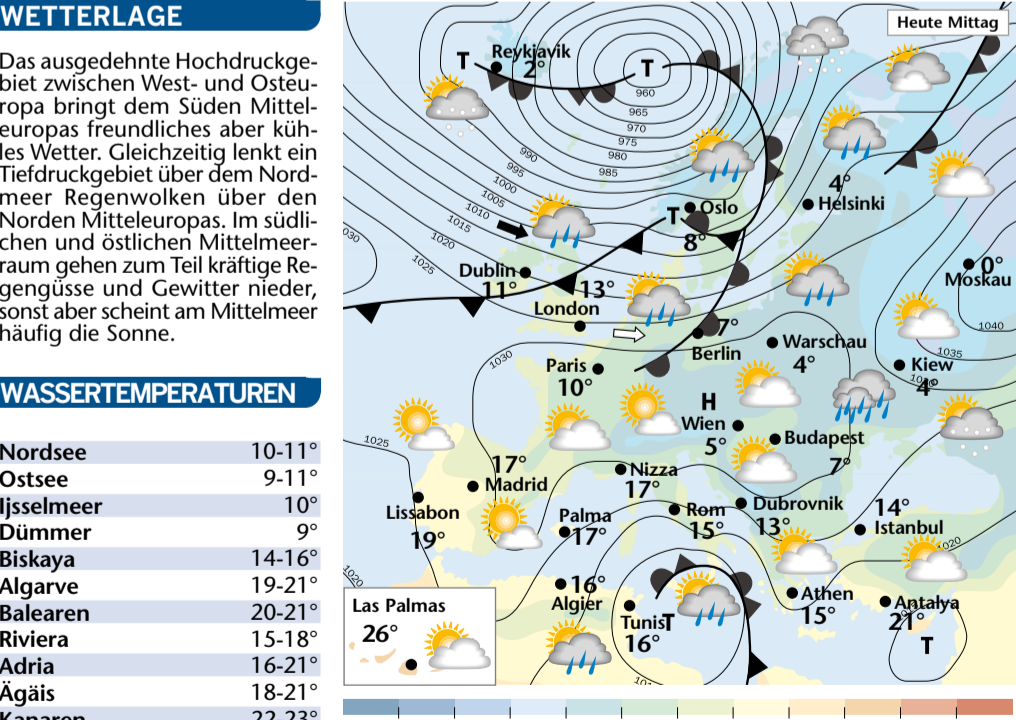 WETTERLAGE
Das ausgedehnte Hochdruckge-
biet zwischen West- und Osteu-
ropa bringt dem Süden Mittel-
europas freundliches aber küh-
les Wetter. Gleichzeitig lenkt ein
Tiefdruckgebiet über dem Nord-
meer Regenwolken über den
Norden Mitteleuropas. Im südli-
chen und östlichen Mittelmeer-
raum gehen zum Teil kräftige Re-
gengüsse und Gewitter nieder,
sonst aber scheint am Mittelmeer
häufig die Sonne.
WASSERTEMPERATUREN
Nordsee 10-11°
Ostsee 9-11°
Ijsselmeer 10°
Dümmer 9°
Biskaya 14-16°
Algarve 19-21°
Balearen 20-21°
Riviera 15-18°
Adria 16-21°
Ägäis 18-21°
Kanaren 22-23°
Heute Mittag
T
Reykjavik
2°
T
960
965
970
975
980
985
990
995
1000
1005
1010
1015
1020
1025
030
4°
Helsinki
T
Oslo
8°
Dublin
11°
13°
London
0°
Moskau
1040
1035
7°
Berlin
Warschau
4°
Kiew
4°
1030
Paris
10°
H
Wien
5°
Budapest
7°
1025
17°
Madrid
Nizza
17°
Lissabon
19°
Palma
17°
Rom
15°
Dubrovnik
13°
14°
Istanbul
1020
1020
16°
Algier
Tunis
16°
T
Athen
15°
Antalya
21°
T
Las Palmas
26°